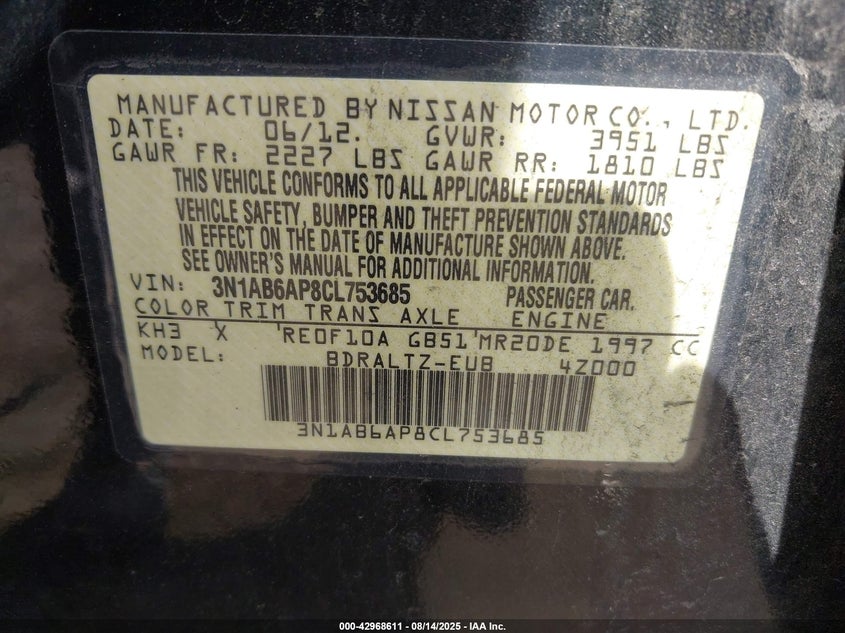 MANUFACTURED BY NISSAN MOTOR CO., LTD.
DATE: 06/12. GVWR: 3951 LBS
GAWR FR: 2227 LBS GAWR RR: 1810 LBS
THIS VEHICLE CONFORMS TO ALL APPLICABLE FEDERAL MOTOR
VEHICLE SAFETY, BUMPER AND THEFT PREVENTION STANDARDS
IN EFFECT ON THE DATE OF MANUFACTURE SHOWN ABOVE.
SEE OWNER'S MANUAL FOR ADDITIONAL INFORMATION.
VIN: 3N1AB6AP8CL753685 PASSENGER CAR.
COLOR TRIM TRANS AXLE ENGINE
KH3 X RE0F10A GB51 MR20DE 1997 CC
MODEL: BDRALTZ-EUB 4Z000
3N1AB6AP8CL753685
000-42968611 - 08/14/2025 - IAA Inc.